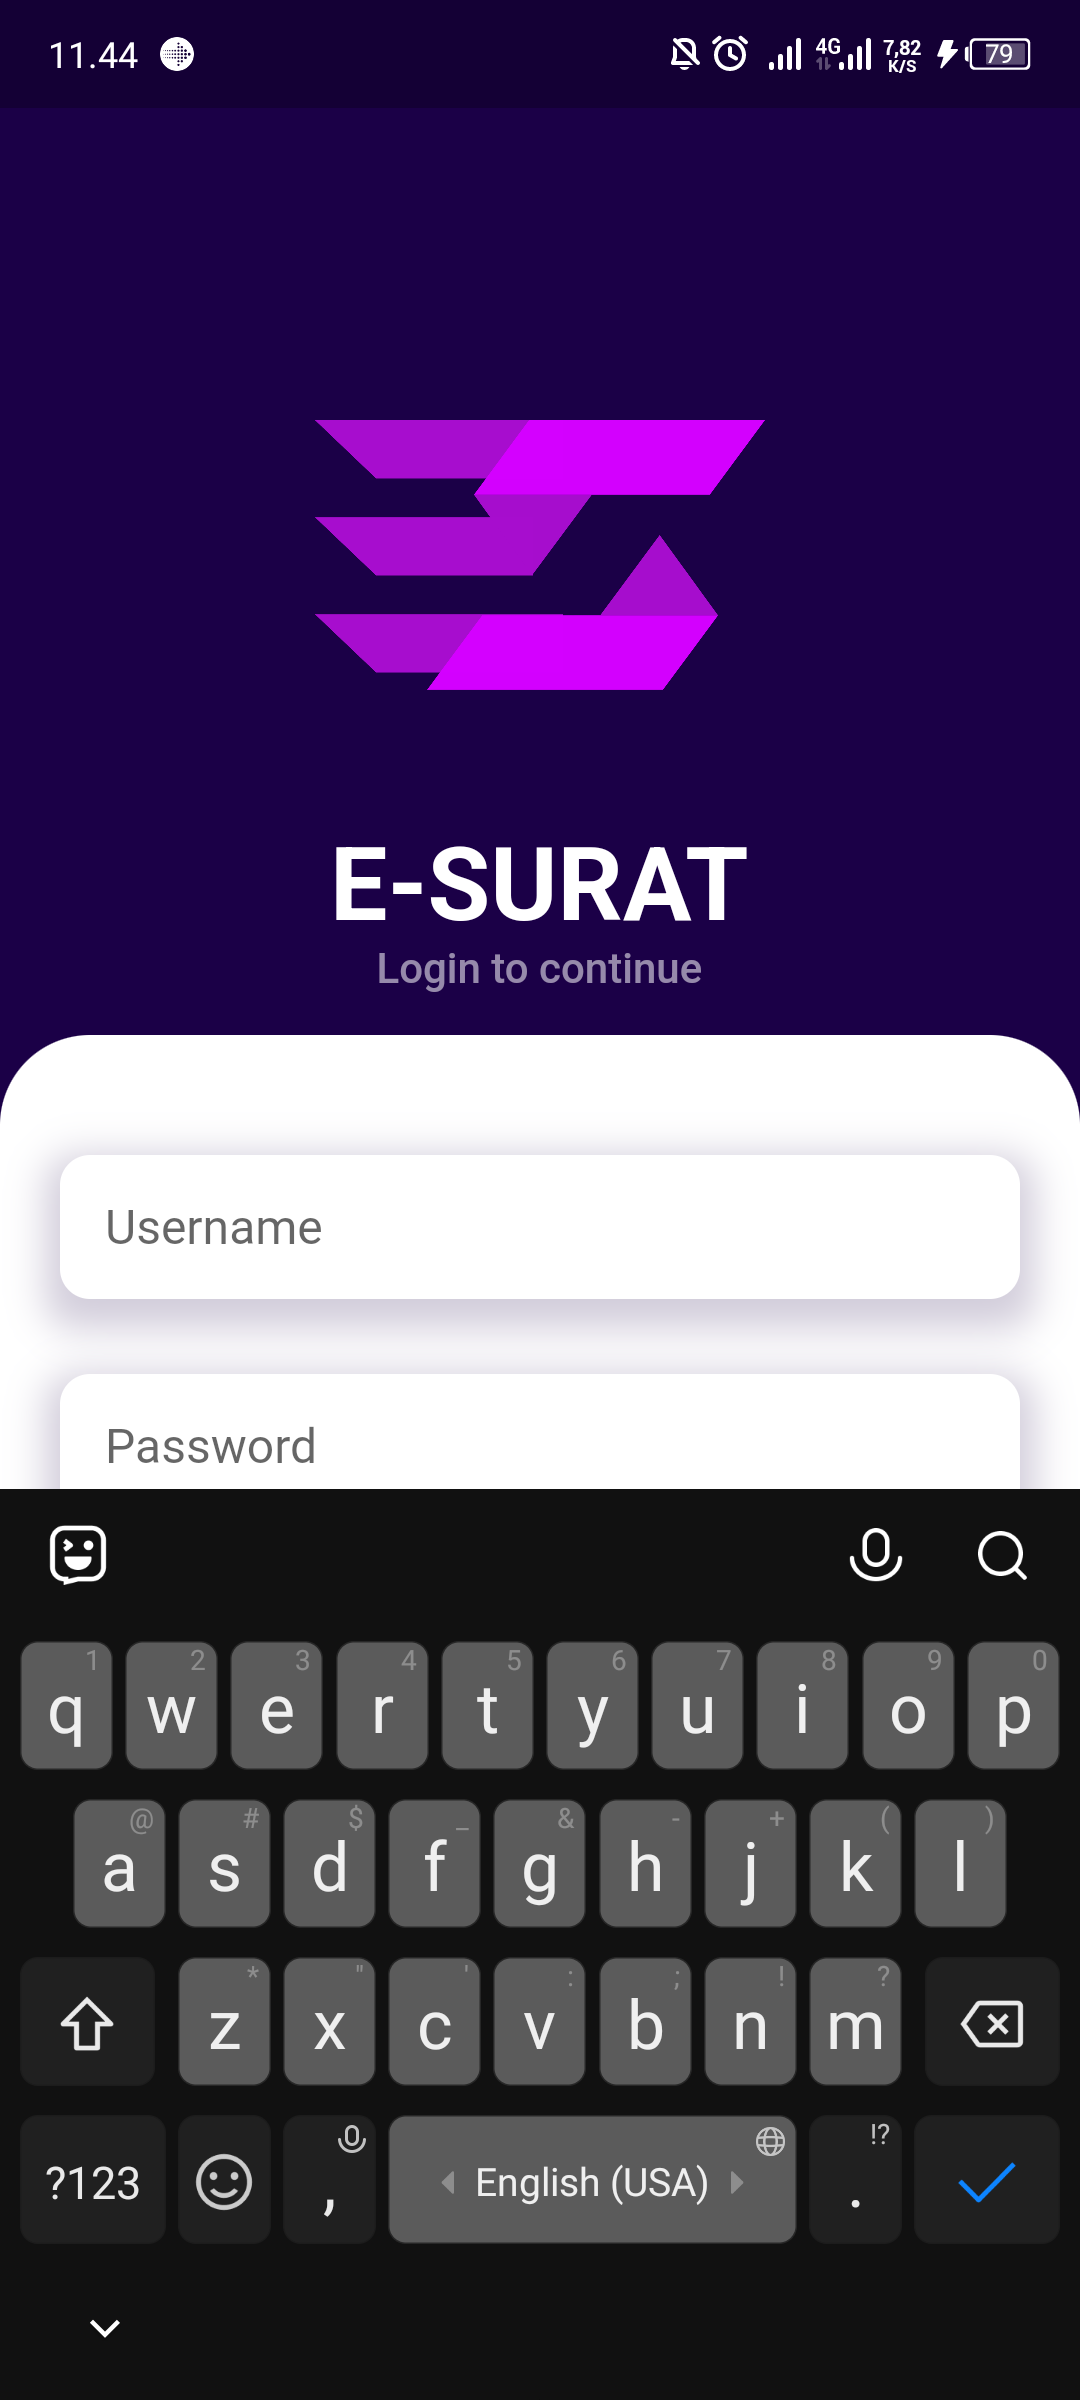 11.44 4G 7,82 K/S 79
E-SURAT
Login to continue
Username
Password
1 2 3 4 5 6 7 8 9 0
q w e r t y u i o p
@ # $ _ & - + ( )
a s d f g h j k l
* " ' : ; ! ?
z x c v b n m
!?
?123 , English (USA) .